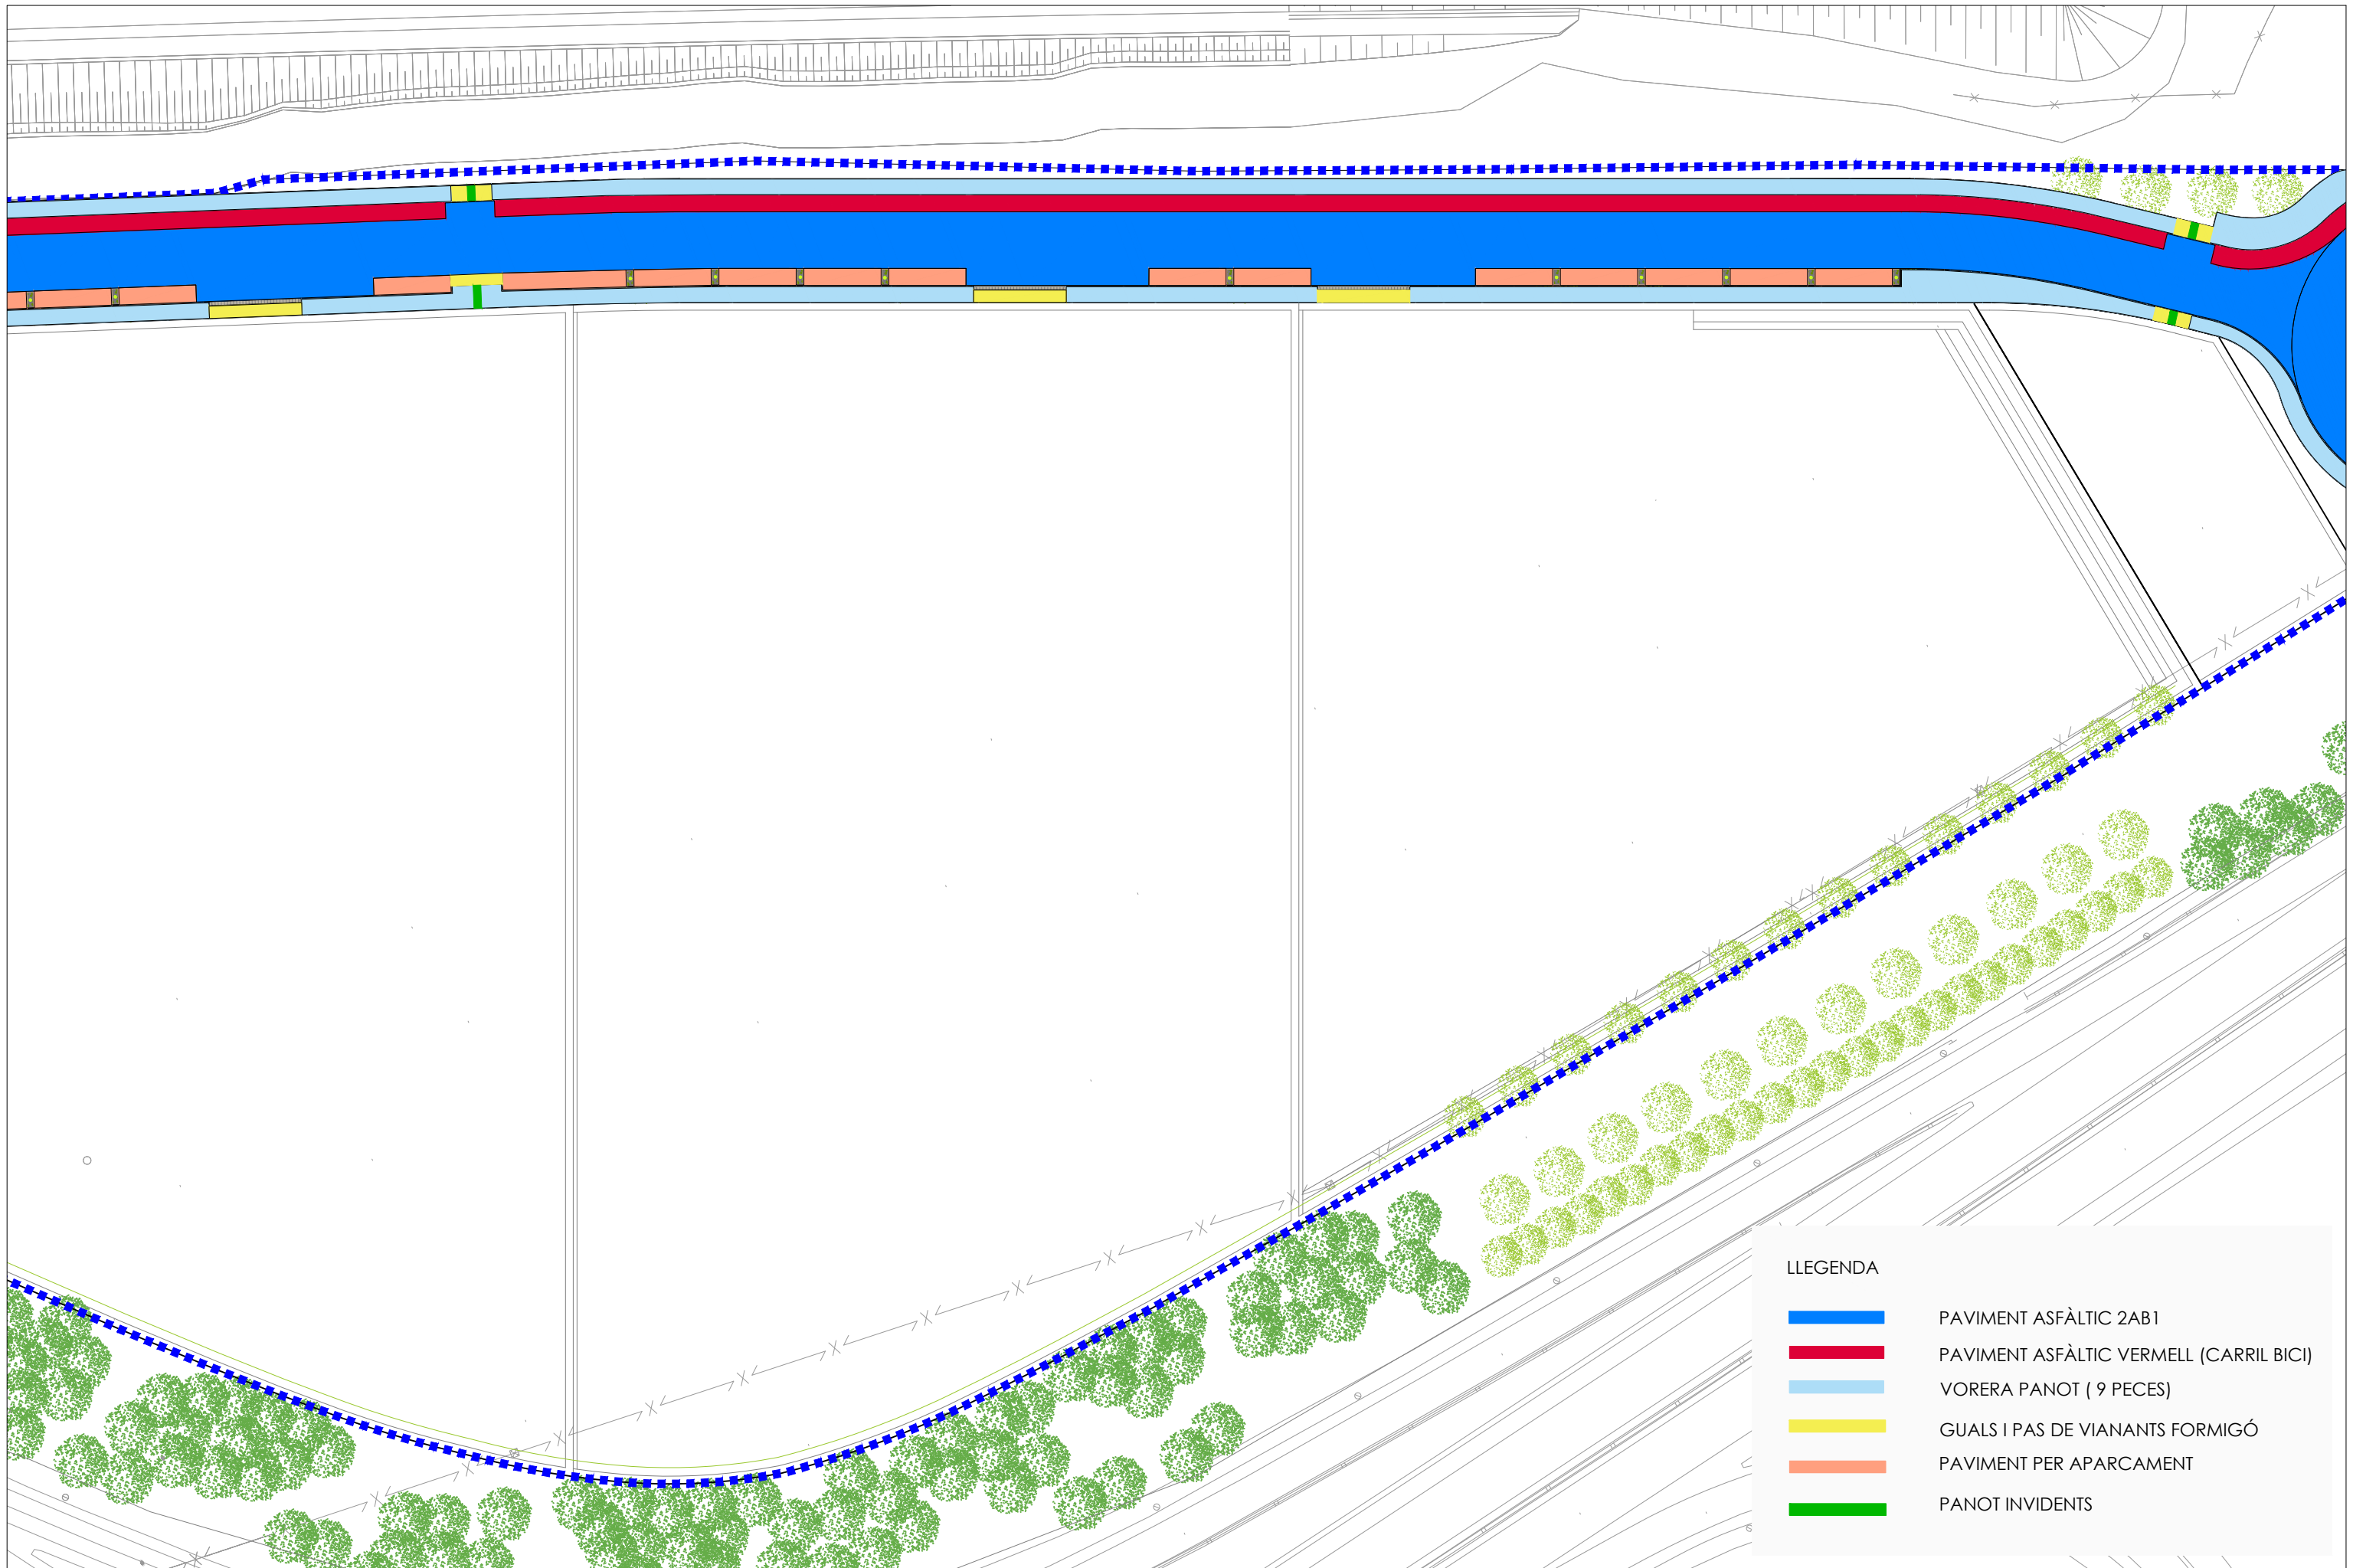 LLEGENDA
PAVIMENT ASFÀLTIC 2AB1
PAVIMENT ASFÀLTIC VERMELL (CARRIL BICI)
VORERA PANOT ( 9 PECES)
GUALS I PAS DE VIANANTS FORMIGÓ
PAVIMENT PER APARCAMENT
PANOT INVIDENTS